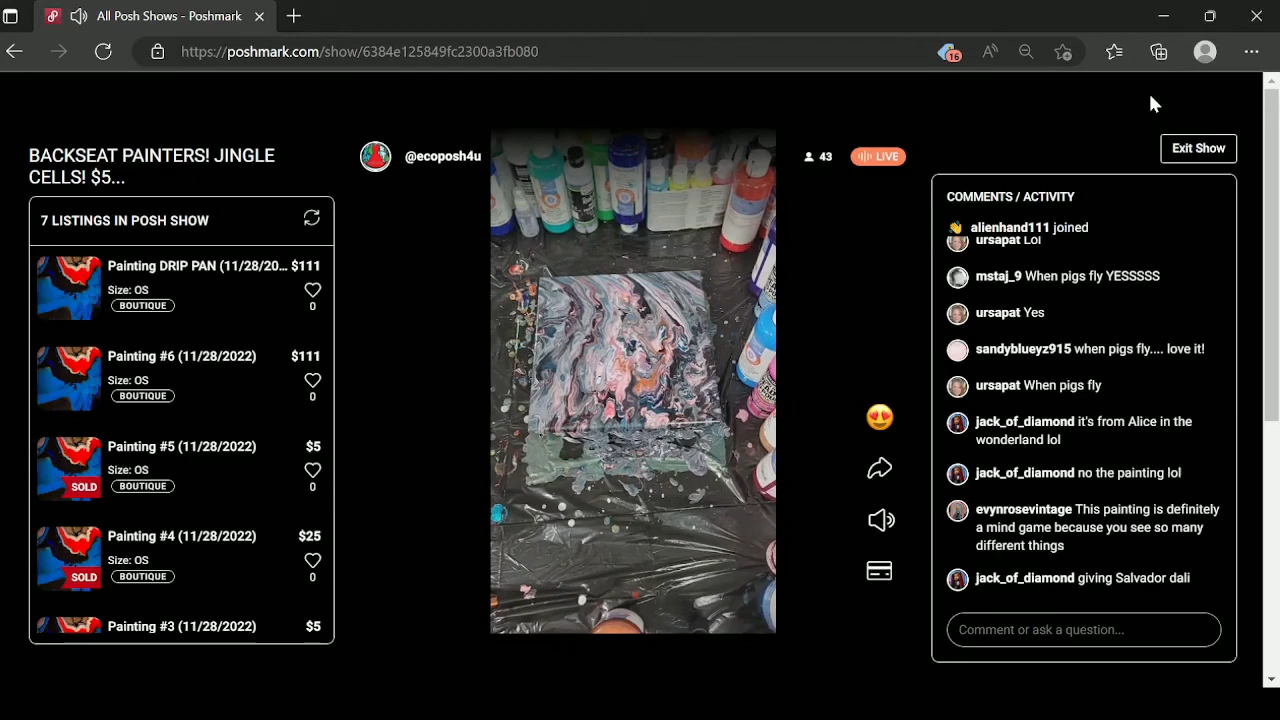 All Posh Shows - Poshmark
https://poshmark.com/show/6384e125849fc2300a3fb080
16
BACKSEAT PAINTERS! JINGLE
CELLS! $5...
@ecoposh4u
43
LIVE
Exit Show
7 LISTINGS IN POSH SHOW
Painting DRIP PAN (11/28/20... $111
Size: OS
BOUTIQUE
0
Painting #6 (11/28/2022) $111
Size: OS
BOUTIQUE
0
Painting #5 (11/28/2022) $5
Size: OS
SOLD
BOUTIQUE
0
Painting #4 (11/28/2022) $25
Size: OS
SOLD
BOUTIQUE
0
Painting #3 (11/28/2022) $5
COMMENTS / ACTIVITY
alienhand111 joined
ursapat Lol
mstaj_9 When pigs fly YESSSSS
ursapat Yes
sandyblueyz915 when pigs fly.... love it!
ursapat When pigs fly
jack_of_diamond it's from Alice in the
wonderland lol
jack_of_diamond no the painting lol
evynrosevintage This painting is definitely
a mind game because you see so many
different things
jack_of_diamond giving Salvador dali
Comment or ask a question...